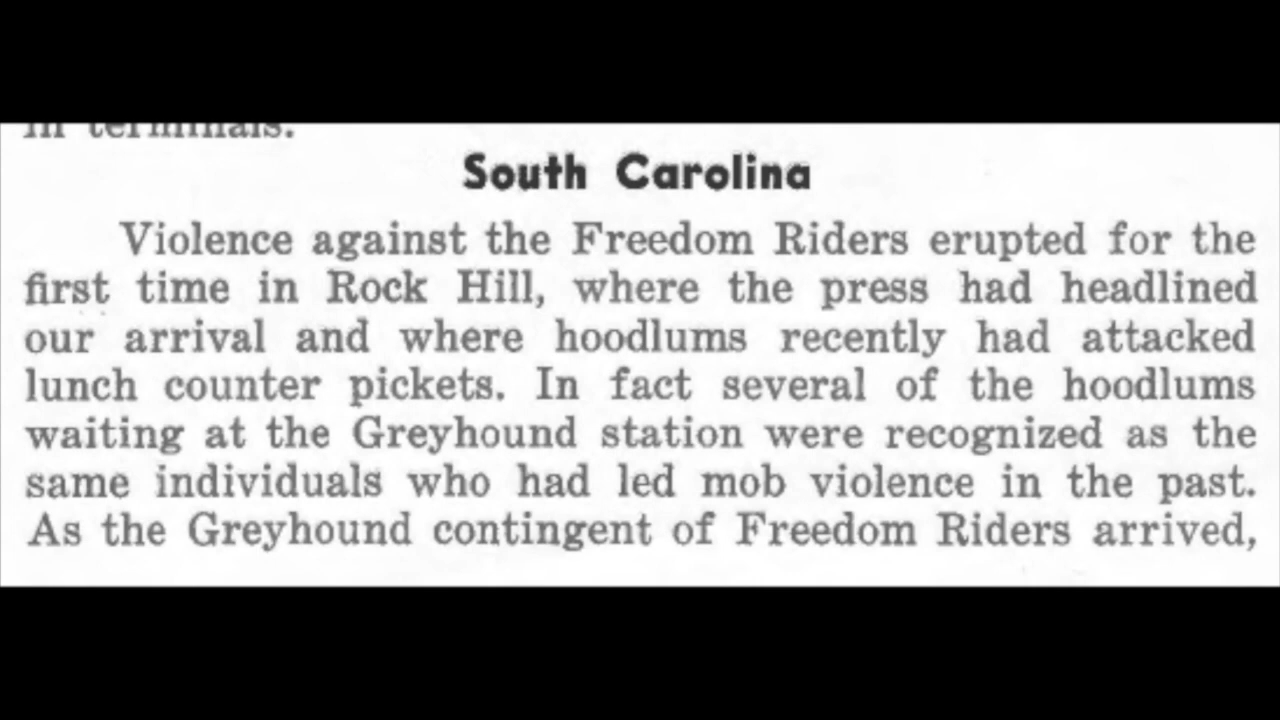 in terminals.
South Carolina
Violence against the Freedom Riders erupted for the
first time in Rock Hill, where the press had headlined
our arrival and where hoodlums recently had attacked
lunch counter pickets. In fact several of the hoodlums
waiting at the Greyhound station were recognized as the
same individuals who had led mob violence in the past.
As the Greyhound contingent of Freedom Riders arrived,